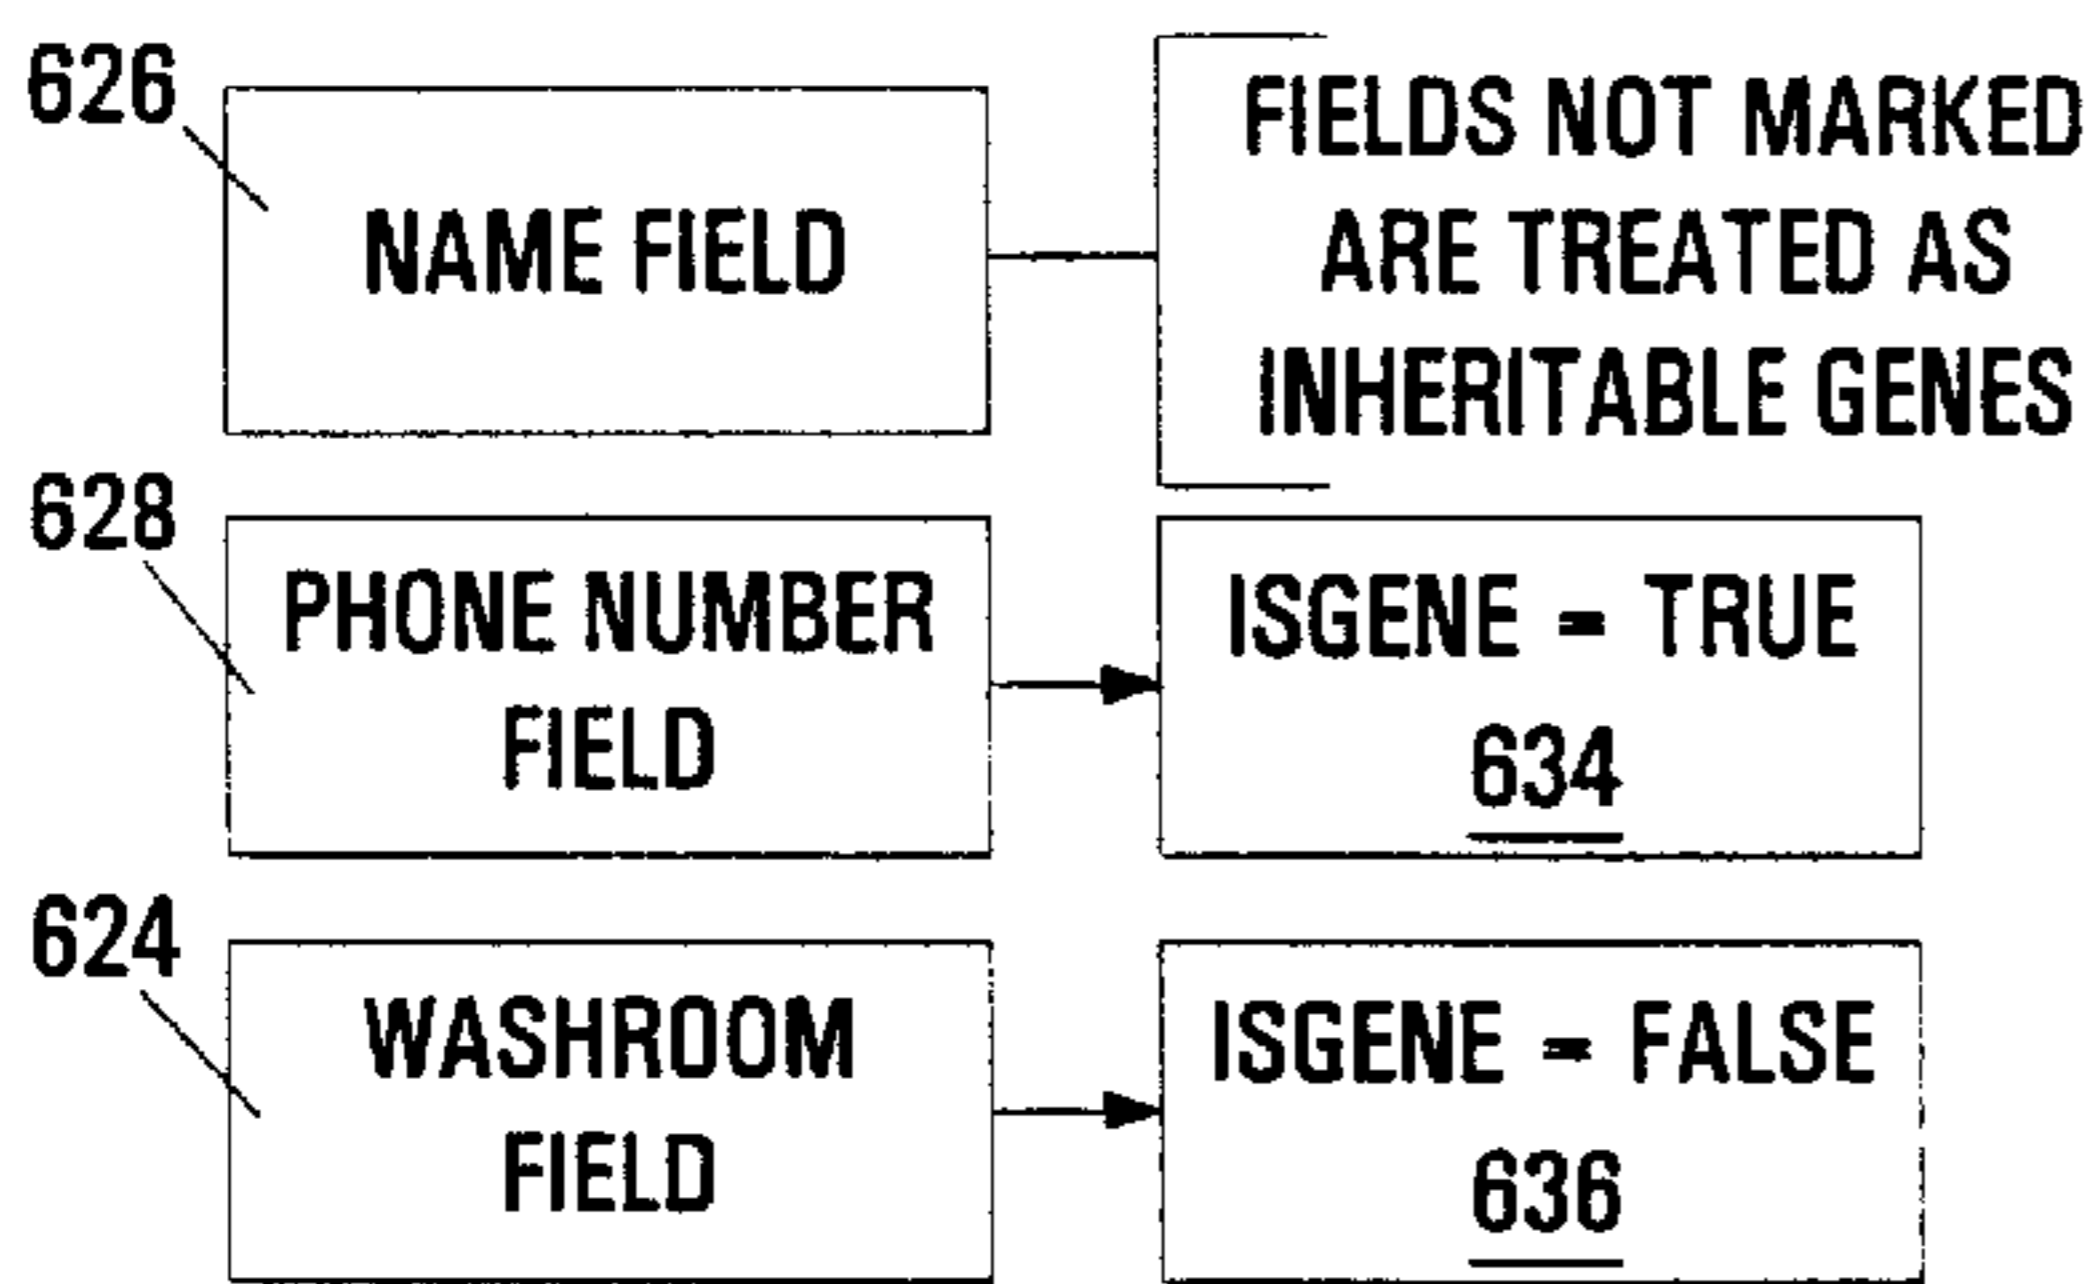 626
NAME FIELD
FIELDS NOT MARKED
ARE TREATED AS
INHERITABLE GENES
628
PHONE NUMBER
FIELD
ISGENE = TRUE
634
624
WASHROOM
FIELD
ISGENE = FALSE
636